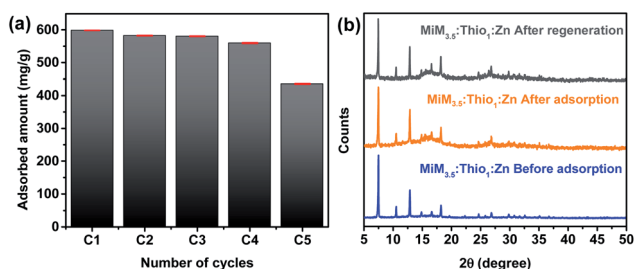 (a)
700
600
500
400
300
200
100
0
Adsorbed amount (mg/g)
C1 C2 C3 C4 C5
Number of cycles
(b)
MiM3.5:Thio1:Zn After regeneration
MiM3.5:Thio1:Zn After adsorption
MiM3.5:Thio1:Zn Before adsorption
Counts
5 10 15 20 25 30 35 40 45 50
2θ (degree)